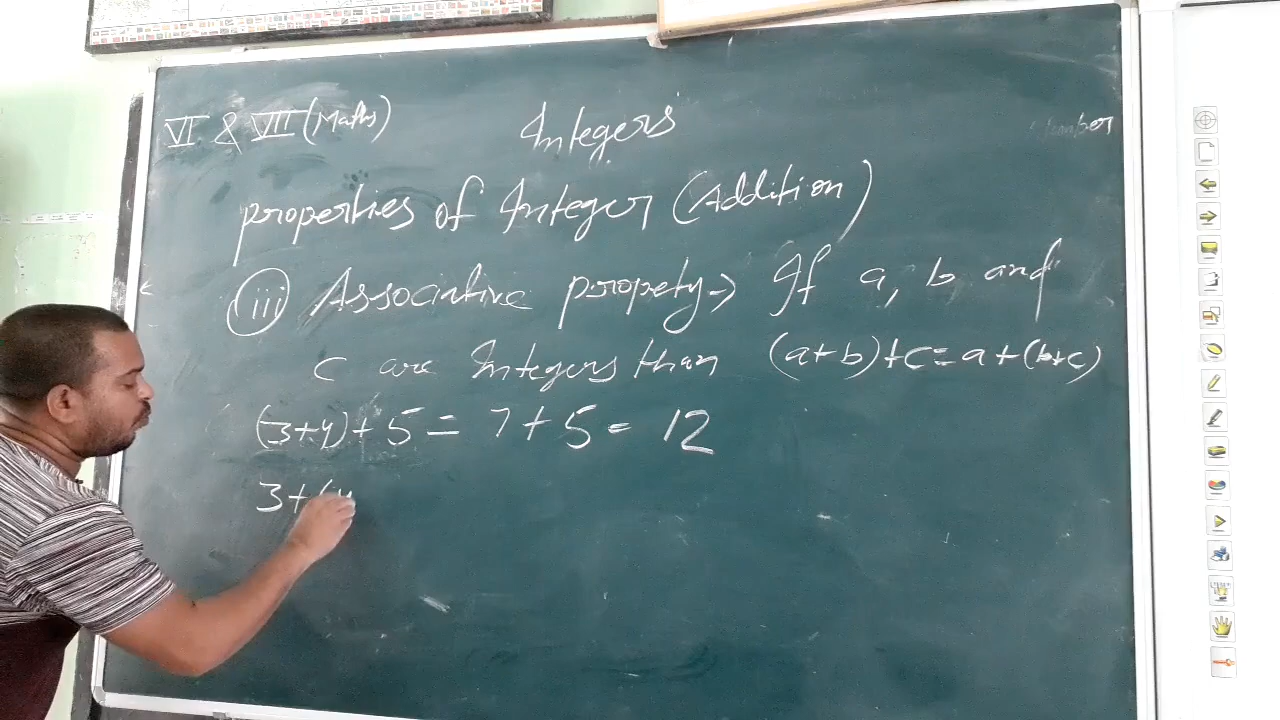 VI & VII (Maths)
Integers
properties of Integer (Addition)
(iii) Associative propety → If a, b and
c are Integers than (a+b)+c=a+(b+c)
(3+4)+5=7+5=12
3+(4